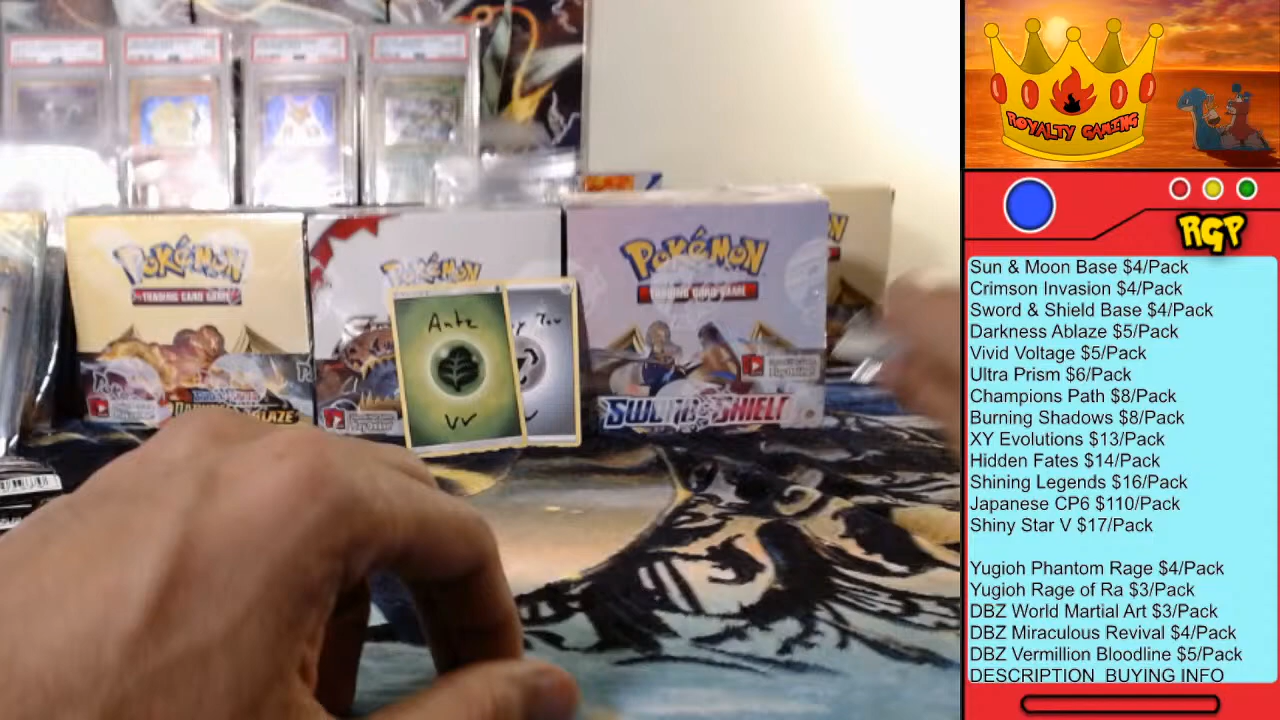 ROYALTY GAMING
RGP
Sun & Moon Base $4/Pack
Crimson Invasion $4/Pack
Sword & Shield Base $4/Pack
Darkness Ablaze $5/Pack
Vivid Voltage $5/Pack
Ultra Prism $6/Pack
Champions Path $8/Pack
Burning Shadows $8/Pack
XY Evolutions $13/Pack
Hidden Fates $14/Pack
Shining Legends $16/Pack
Japanese CP6 $110/Pack
Shiny Star V $17/Pack
Yugioh Phantom Rage $4/Pack
Yugioh Rage of Ra $3/Pack
DBZ World Martial Art $3/Pack
DBZ Miraculous Revival $4/Pack
DBZ Vermillion Bloodline $5/Pack
DESCRIPTION BUYING INFO
POKéMON
TRADING CARD GAME
DARKNESS ABLAZE
POKéMON
Antz
VV
POKéMON
TRADING CARD GAME
SWORD & SHIELD